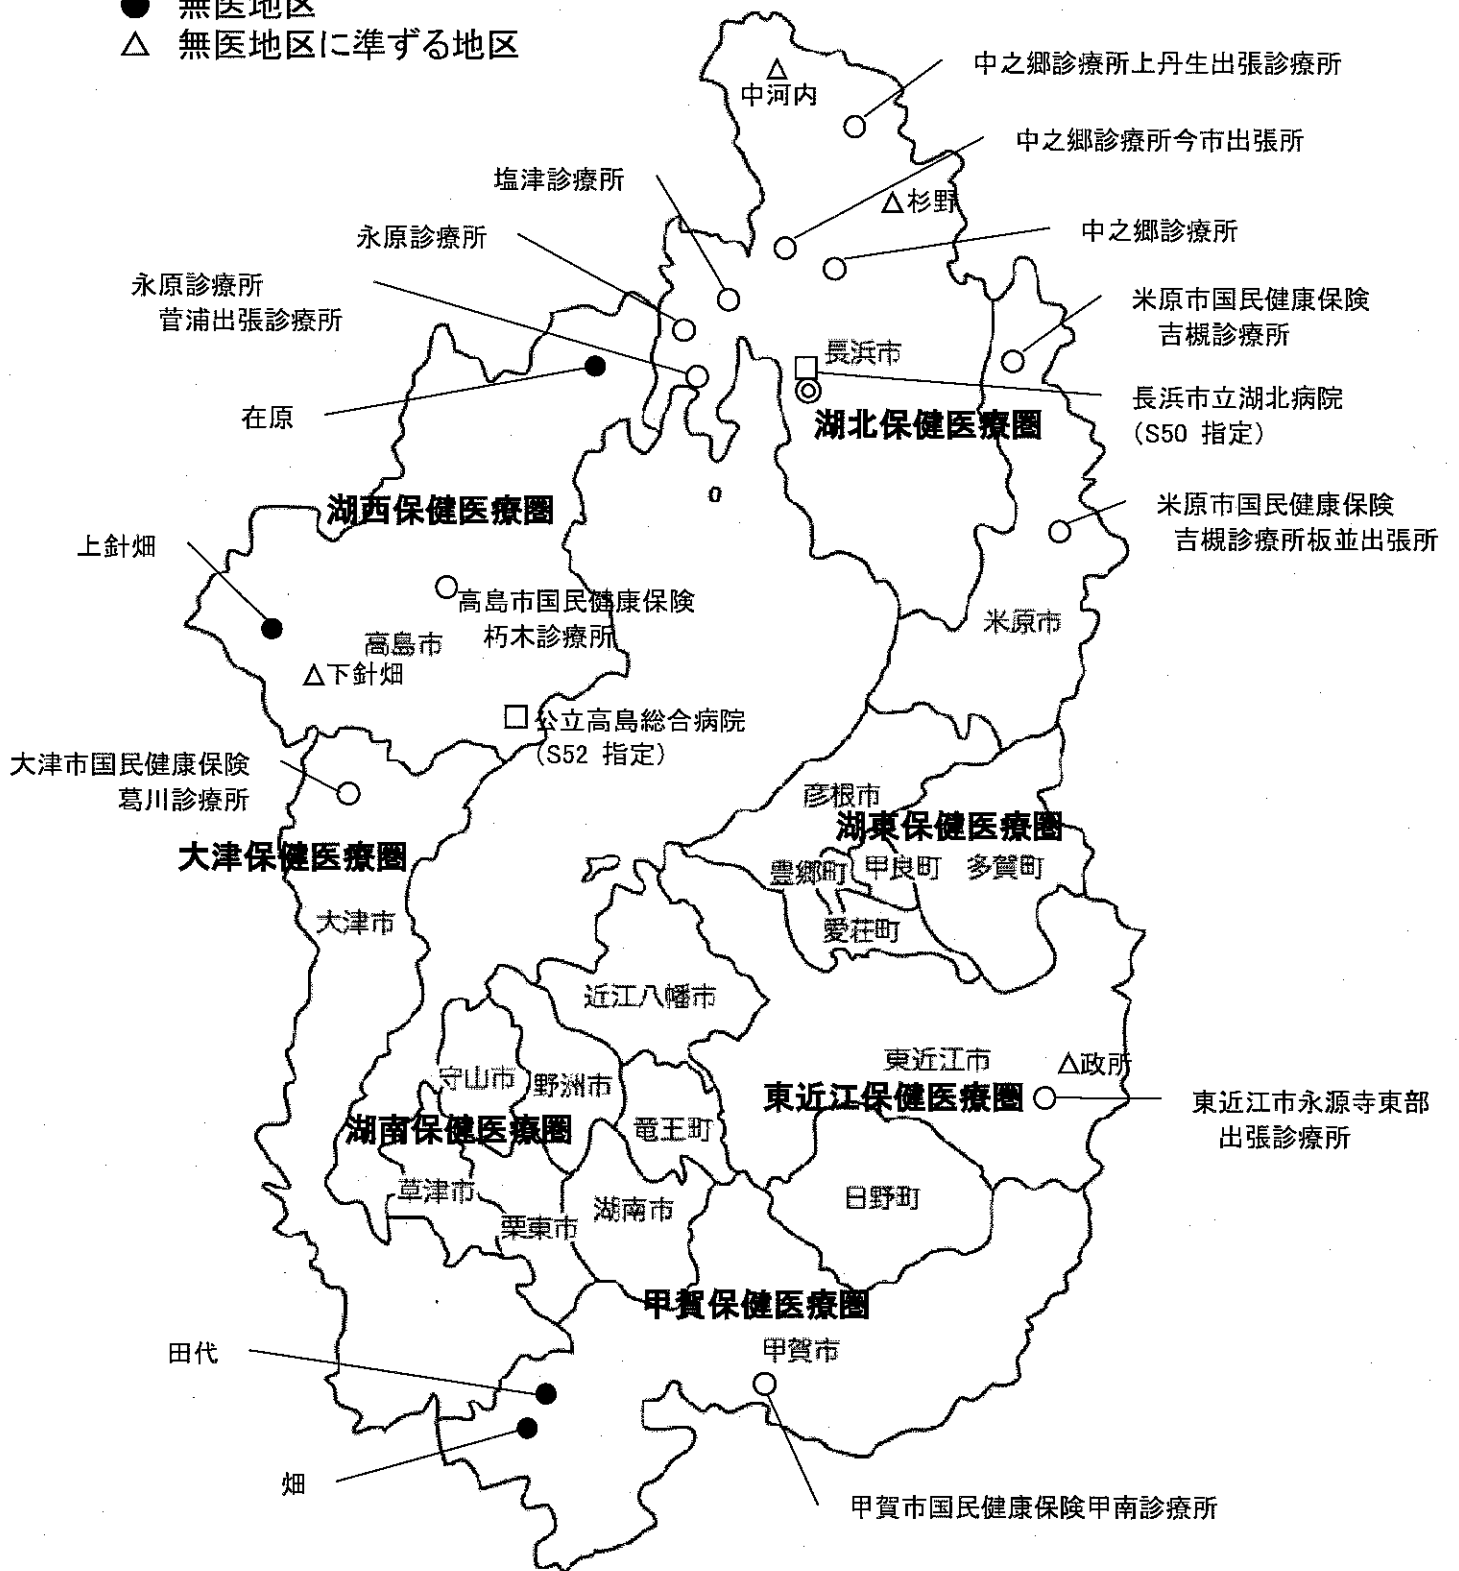 ● 無医地区
△ 無医地区に準ずる地区
中之郷診療所上丹生出張診療所
△
中河内
中之郷診療所今市出張所
塩津診療所
△杉野
永原診療所
中之郷診療所
永原診療所
菅浦出張診療所
米原市国民健康保険
吉槻診療所
長浜市
在原
長浜市立湖北病院
(S50 指定)
湖北保健医療圏
湖西保健医療圏
米原市国民健康保険
吉槻診療所板並出張所
上針畑
高島市国民健康保険
朽木診療所
米原市
高島市
△下針畑
公立高島総合病院
(S52 指定)
大津市国民健康保険
葛川診療所
彦根市
湖東保健医療圏
大津保健医療圏
豊郷町
甲良町
多賀町
大津市
愛荘町
近江八幡市
東近江市
△政所
守山市
野洲市
東近江保健医療圏
東近江市永源寺東部
出張診療所
湖南保健医療圏
竜王町
草津市
日野町
湖南市
栗東市
甲賀保健医療圏
甲賀市
田代
畑
甲賀市国民健康保険甲南診療所